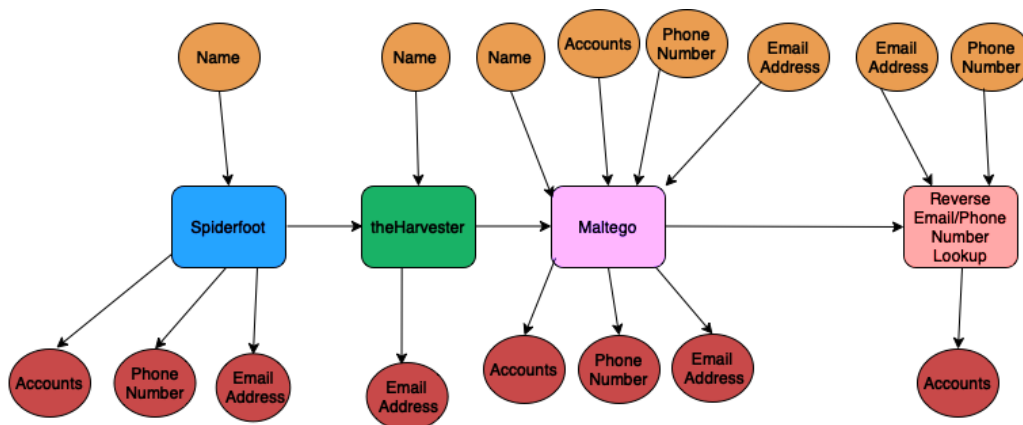 Name
Name
Name
Accounts
Phone
Number
Email
Address
Email
Address
Phone
Number
Spiderfoot
theHarvester
Maltego
Reverse
Email/Phone
Number
Lookup
Accounts
Phone
Number
Email
Address
Email
Address
Accounts
Phone
Number
Email
Address
Accounts